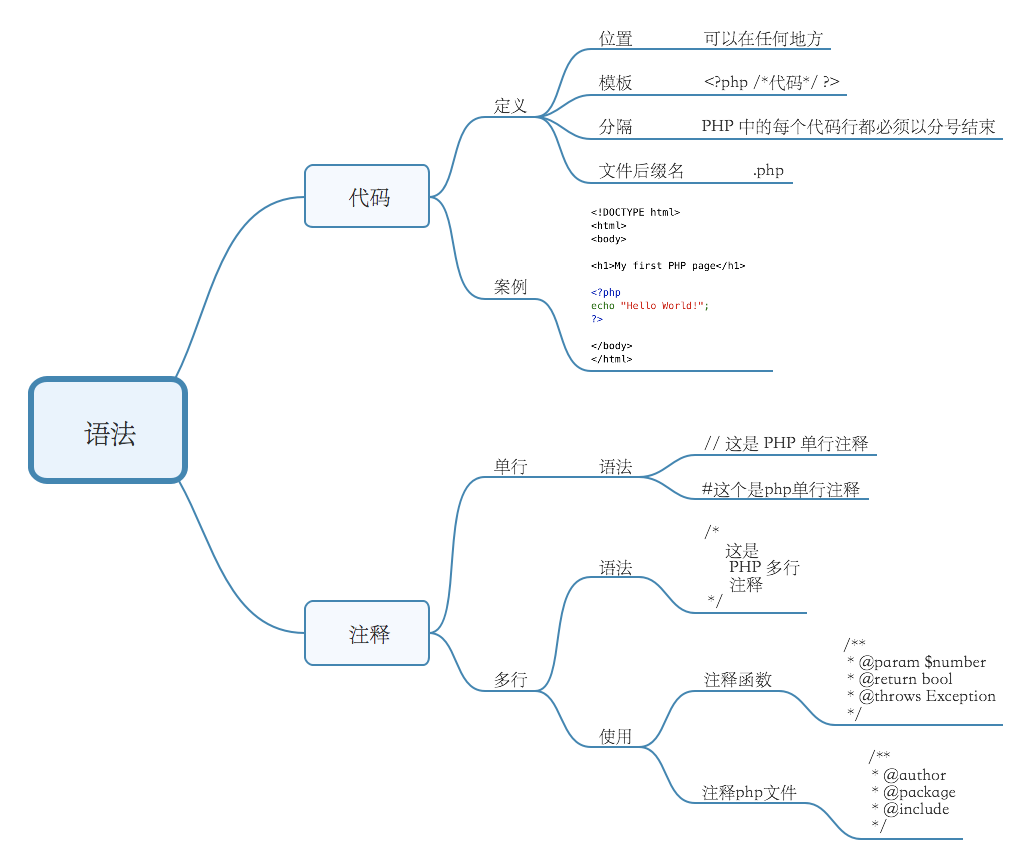 语法
代码
定义
位置
可以在任何地方
模板
<?php /*代码*/ ?>
分隔
PHP 中的每个代码行都必须以分号结束
文件后缀名
.php
案例
<!DOCTYPE html>
<html>
<body>
<h1>My first PHP page</h1>
<?php
echo "Hello World!";
?>
</body>
</html>
注释
单行
语法
// 这是 PHP 单行注释
#这个是php单行注释
多行
语法
/*
这是
PHP 多行
注释
*/
使用
注释函数
/**
* @param $number
* @return bool
* @throws Exception
*/
注释php文件
/**
* @author
* @package
* @include
*/